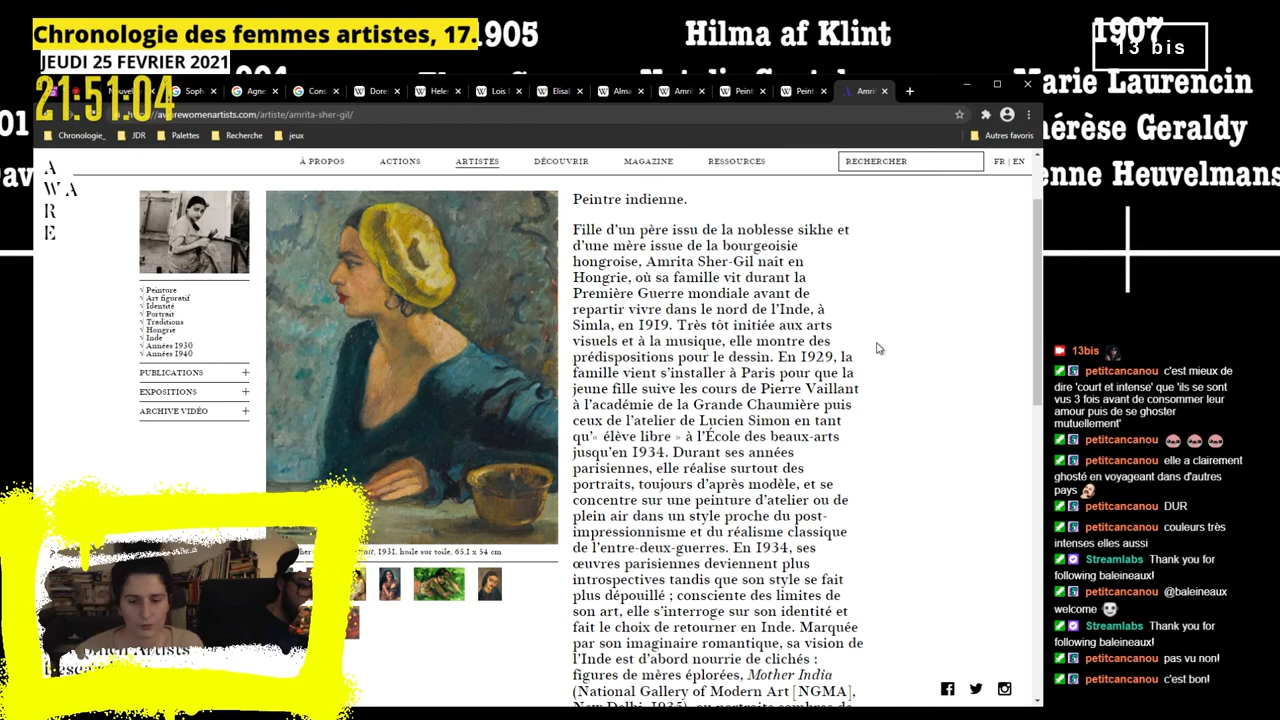 Chronologie des femmes artistes, 17.
1905
Hilma af Klint
1907
13 bis
JEUDI 25 FEVRIER 2021
Marie Laurencin
21:51:04
Soph
Agne
Cons
Dore
Helen
Lois
Elisa
Alma
Amri
Peint
Peint
Amri
awarewomenartists.com/artiste/amrita-sher-gil/
Chronologie_
JDR
Palettes
Recherche
jeux
Autres favoris
enne Heuvelmans
A
W A
R
E
À PROPOS
ACTIONS
ARTISTES
DÉCOUVRIR
MAGAZINE
RESSOURCES
RECHERCHER
FR | EN
Peintre indienne.
Fille d'un père issu de la noblesse sikhe et
d'une mère issue de la bourgeoisie
hongroise, Amrita Sher-Gil naît en
Hongrie, où sa famille vit durant la
Première Guerre mondiale avant de
repartir vivre dans le nord de l'Inde, à
Simla, en 1919. Très tôt initiée aux arts
visuels et à la musique, elle montre des
prédispositions pour le dessin. En 1929, la
famille vient s'installer à Paris pour que la
jeune fille suive les cours de Pierre Vaillant
à l'académie de la Grande Chaumière puis
ceux de l'atelier de Lucien Simon en tant
qu'« élève libre » à l'École des beaux-arts
jusqu'en 1934. Durant ses années
parisiennes, elle réalise surtout des
portraits, toujours d'après modèle, et se
concentre sur une peinture d'atelier ou de
plein air dans un style proche du post-
impressionnisme et du réalisme classique
de l'entre-deux-guerres. En 1934, ses
œuvres parisiennes deviennent plus
introspectives tandis que son style se fait
plus dépouillé ; consciente des limites de
son art, elle s'interroge sur son identité et
fait le choix de retourner en Inde. Marquée
par son imaginaire romantique, sa vision de
l'Inde est d'abord nourrie de clichés :
figures de mères éplorées, Mother India
(National Gallery of Modern Art [NGMA],
√ Peinture
√ Art figuratif
√ Identité
√ Portrait
√ Traditions
√ Hongrie
√ Inde
√ Années 1930
√ Années 1940
PUBLICATIONS +
EXPOSITIONS +
ARCHIVE VIDÉO +
1931, huile sur toile, 65,1 x 54 cm
13bis
petitcancanou c'est mieux de
dire 'court et intense' que 'ils se sont
vus 3 fois avant de consommer leur
amour puis de se ghoster
mutuellement'
petitcancanou
petitcancanou elle a clairement
ghosté en voyageant dans d'autres
pays
petitcancanou DUR
petitcancanou couleurs très
intenses elles aussi
Streamlabs Thank you for
following baleineaux!
petitcancanou @baleineaux
welcome
Streamlabs Thank you for
following baleineaux!
petitcancanou pas vu non!
petitcancanou c'est bon!